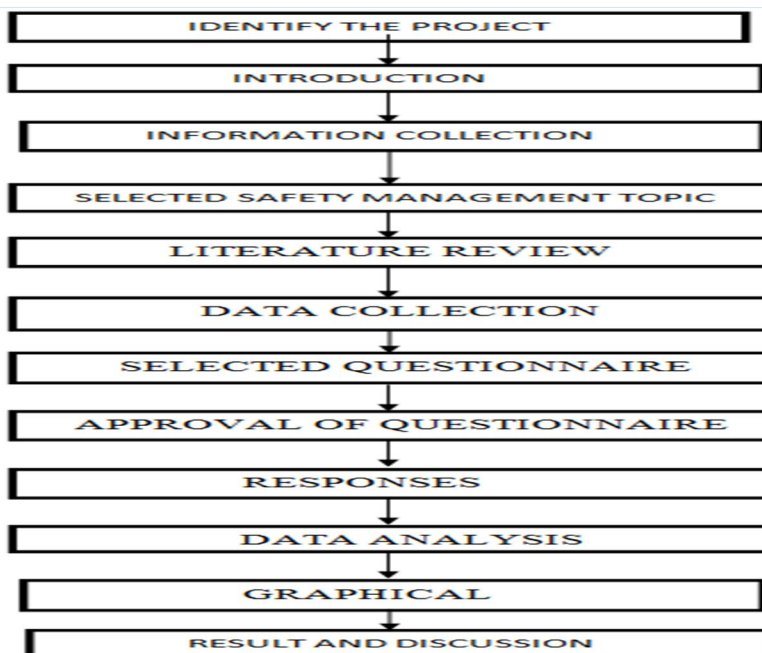 IDENTIFY THE PROJECT
INTRODUCTION
INFORMATION COLLECTION
SELECTED SAFETY MANAGEMENT TOPIC
LITERATURE REVIEW
DATA COLLECTION
SELECTED QUESTIONNAIRE
APPROVAL OF QUESTIONNAIRE
RESPONSES
DATA ANALYSIS
GRAPHICAL
RESULT AND DISCUSSION